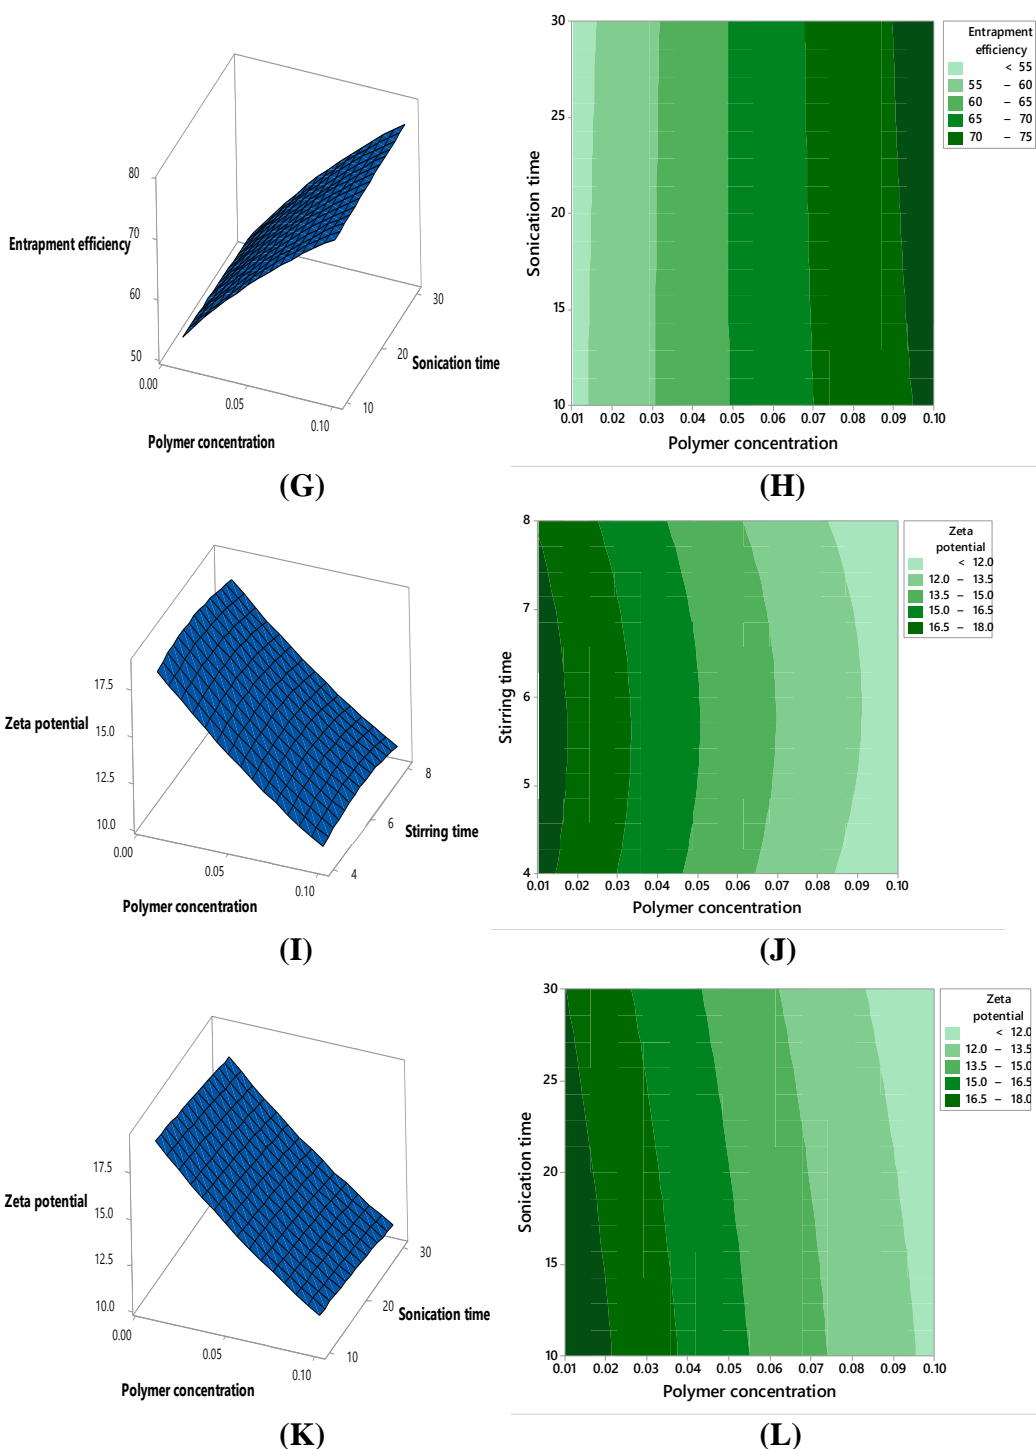 80
Entrapment efficiency
70
60
50
0.00
0.05
0.10
Polymer concentration
10
20
30
Sonication time
(G)
Entrapment
efficiency
< 55
55 – 60
60 – 65
65 – 70
70 – 75
30
25
20
15
10
Sonication time
0.01 0.02 0.03 0.04 0.05 0.06 0.07 0.08 0.09 0.10
Polymer concentration
(H)
17.5
Zeta potential
15.0
12.5
10.0
0.00
0.05
0.10
Polymer concentration
4
6
8
Stirring time
(I)
Zeta
potential
< 12.0
12.0 – 13.5
13.5 – 15.0
15.0 – 16.5
16.5 – 18.0
8
7
6
5
4
Stirring time
0.01 0.02 0.03 0.04 0.05 0.06 0.07 0.08 0.09 0.10
Polymer concentration
(J)
17.5
Zeta potential
15.0
12.5
10.0
0.00
0.05
0.10
Polymer concentration
10
20
30
Sonication time
(K)
Zeta
potential
< 12.0
12.0 – 13.5
13.5 – 15.0
15.0 – 16.5
16.5 – 18.0
30
25
20
15
10
Sonication time
0.01 0.02 0.03 0.04 0.05 0.06 0.07 0.08 0.09 0.10
Polymer concentration
(L)